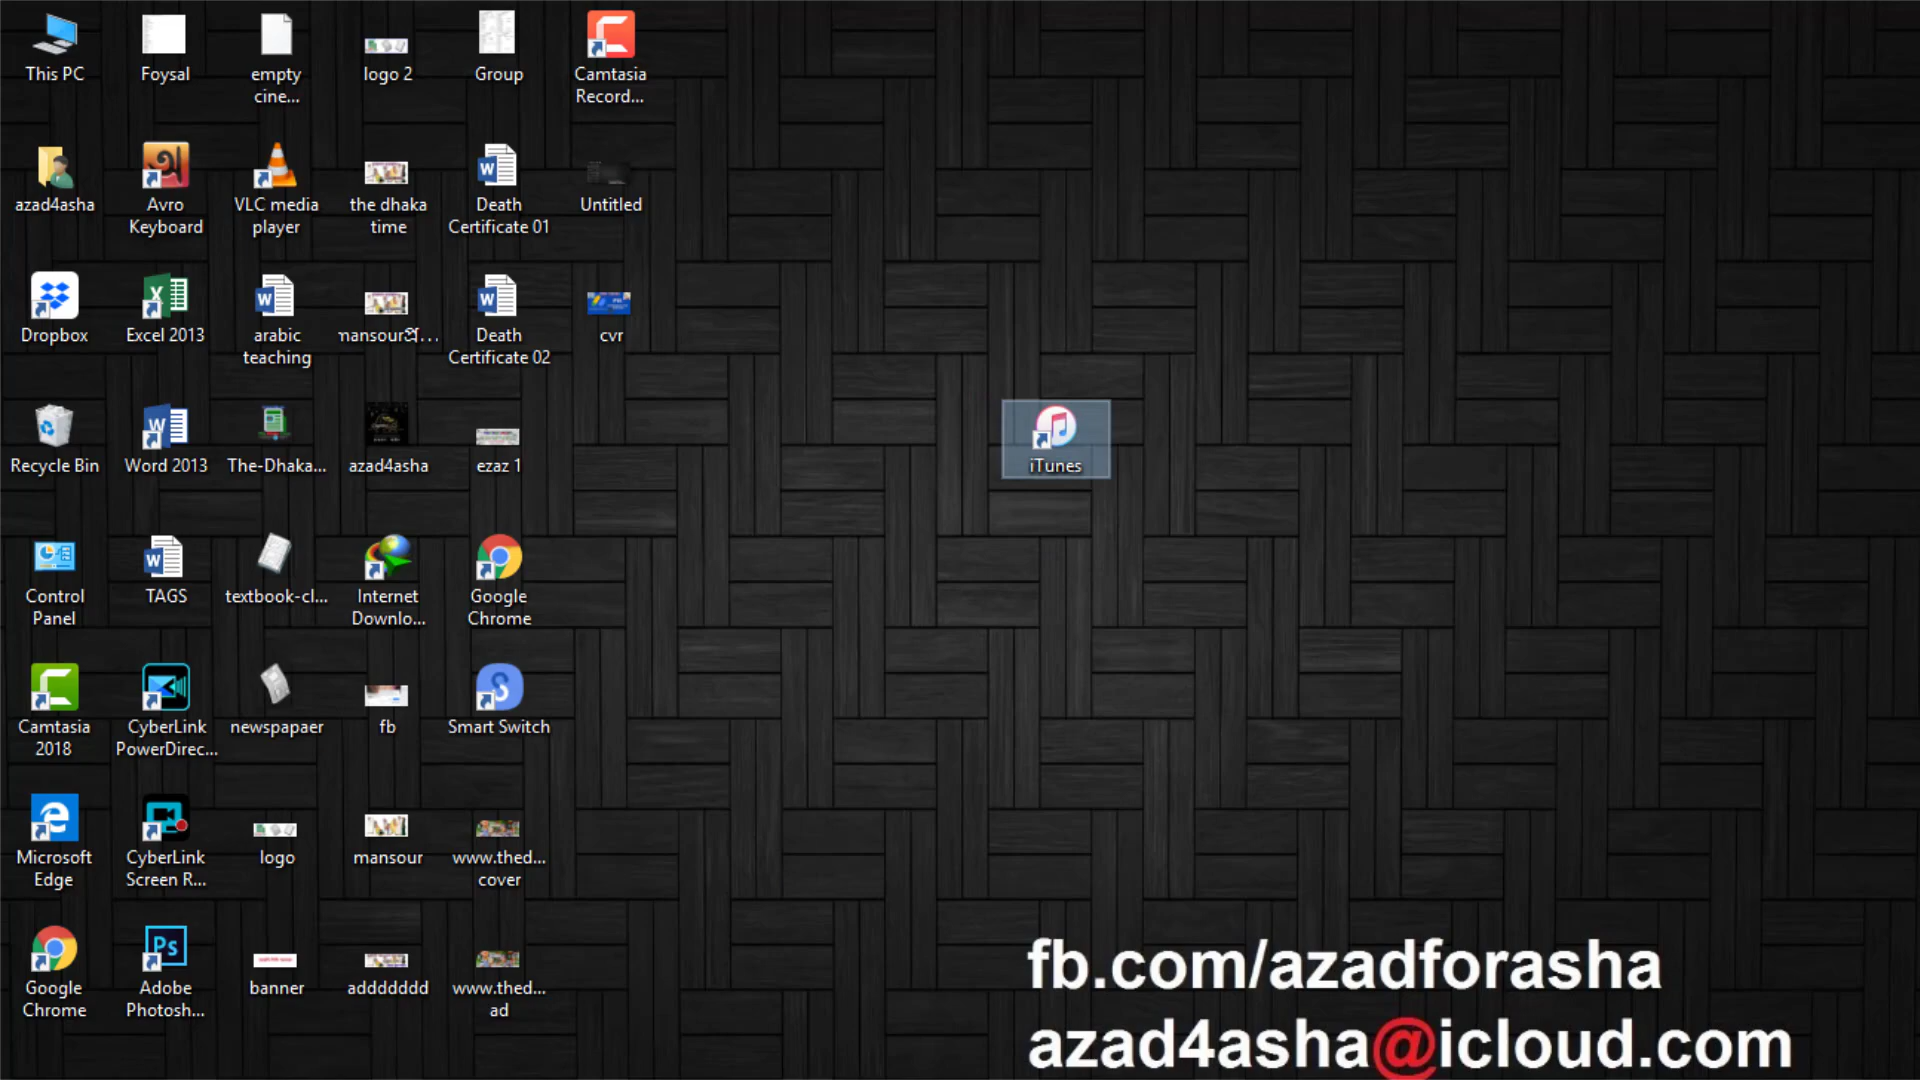 This PC
Foysal
empty
cine...
logo 2
Group
Camtasia
Record...
azad4asha
Avro
Keyboard
VLC media
player
the dhaka
time
Death
Certificate 01
Untitled
Dropbox
Excel 2013
arabic
teaching
Death
Certificate 02
cvr
Recycle Bin
Word 2013
The-Dhaka...
azad4asha
ezaz 1
iTunes
Control
Panel
TAGS
textbook-cl...
Internet
Downlo...
Google
Chrome
Camtasia
2018
CyberLink
PowerDirec...
newspapaer
fb
Smart Switch
Microsoft
Edge
CyberLink
Screen R...
logo
mansour
www.thed...
cover
Google
Chrome
Adobe
Photosh...
banner
addddddd
www.thed...
ad
fb.com/azadforasha
azad4asha@icloud.com